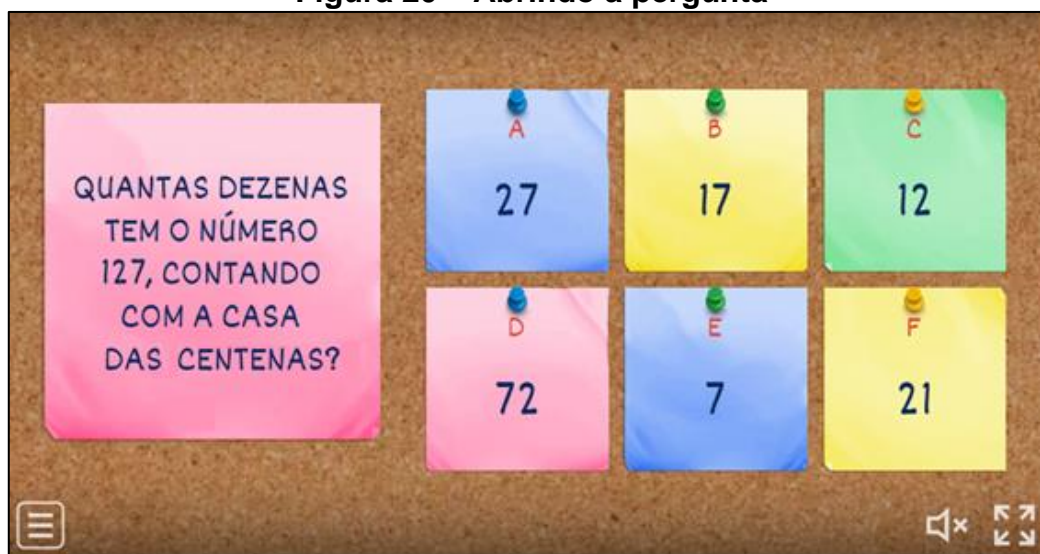 QUANTAS DEZENAS
TEM O NÚMERO
127, CONTANDO
COM A CASA
DAS CENTENAS?
A
27
B
17
C
12
D
72
E
7
F
21